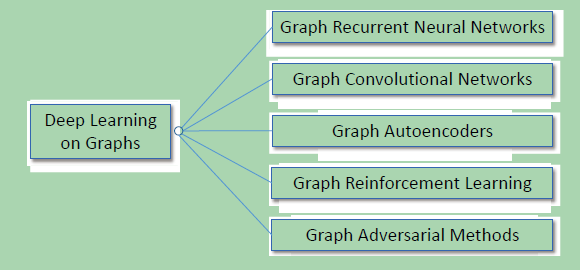 Deep Learning
on Graphs
Graph Recurrent Neural Networks
Graph Convolutional Networks
Graph Autoencoders
Graph Reinforcement Learning
Graph Adversarial Methods